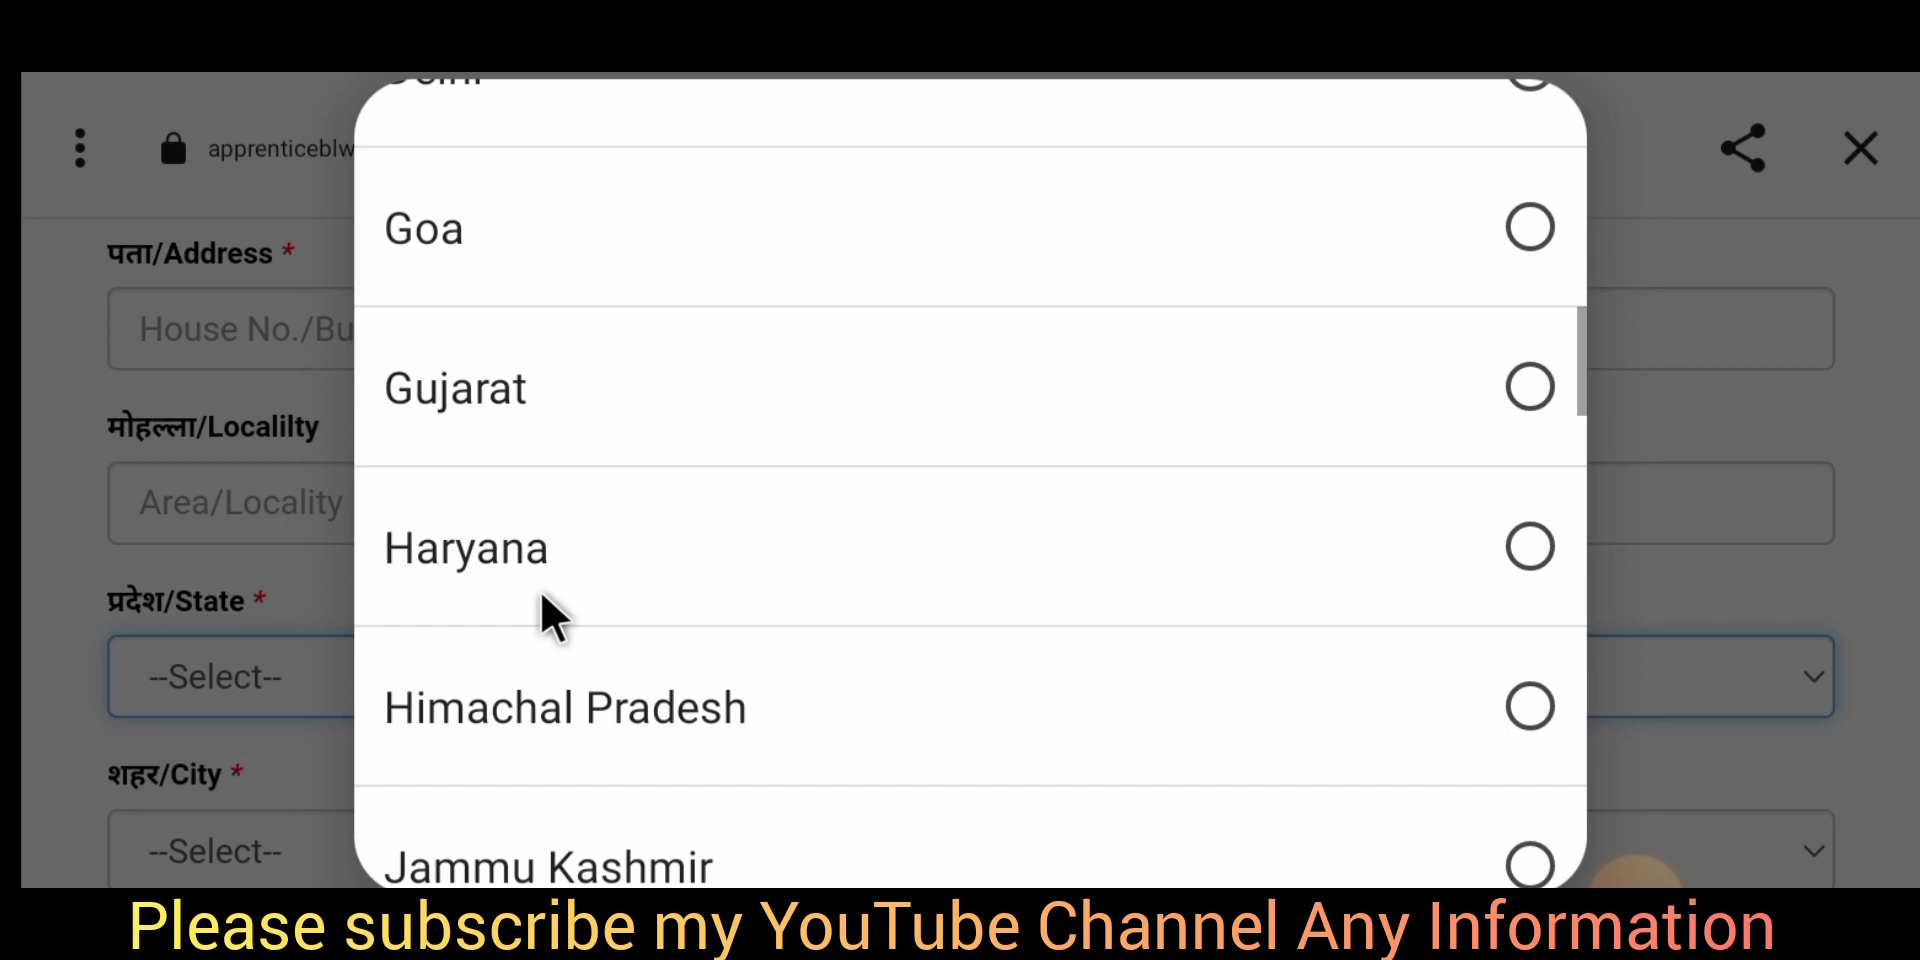 Delhi
apprenticeblw
Goa
पता/Address *
House No./Bu
Gujarat
मोहल्ला/Localilty
Area/Locality
Haryana
प्रदेश/State *
--Select--
Himachal Pradesh
शहर/City *
--Select--
Jammu Kashmir
Please subscribe my YouTube Channel Any Information